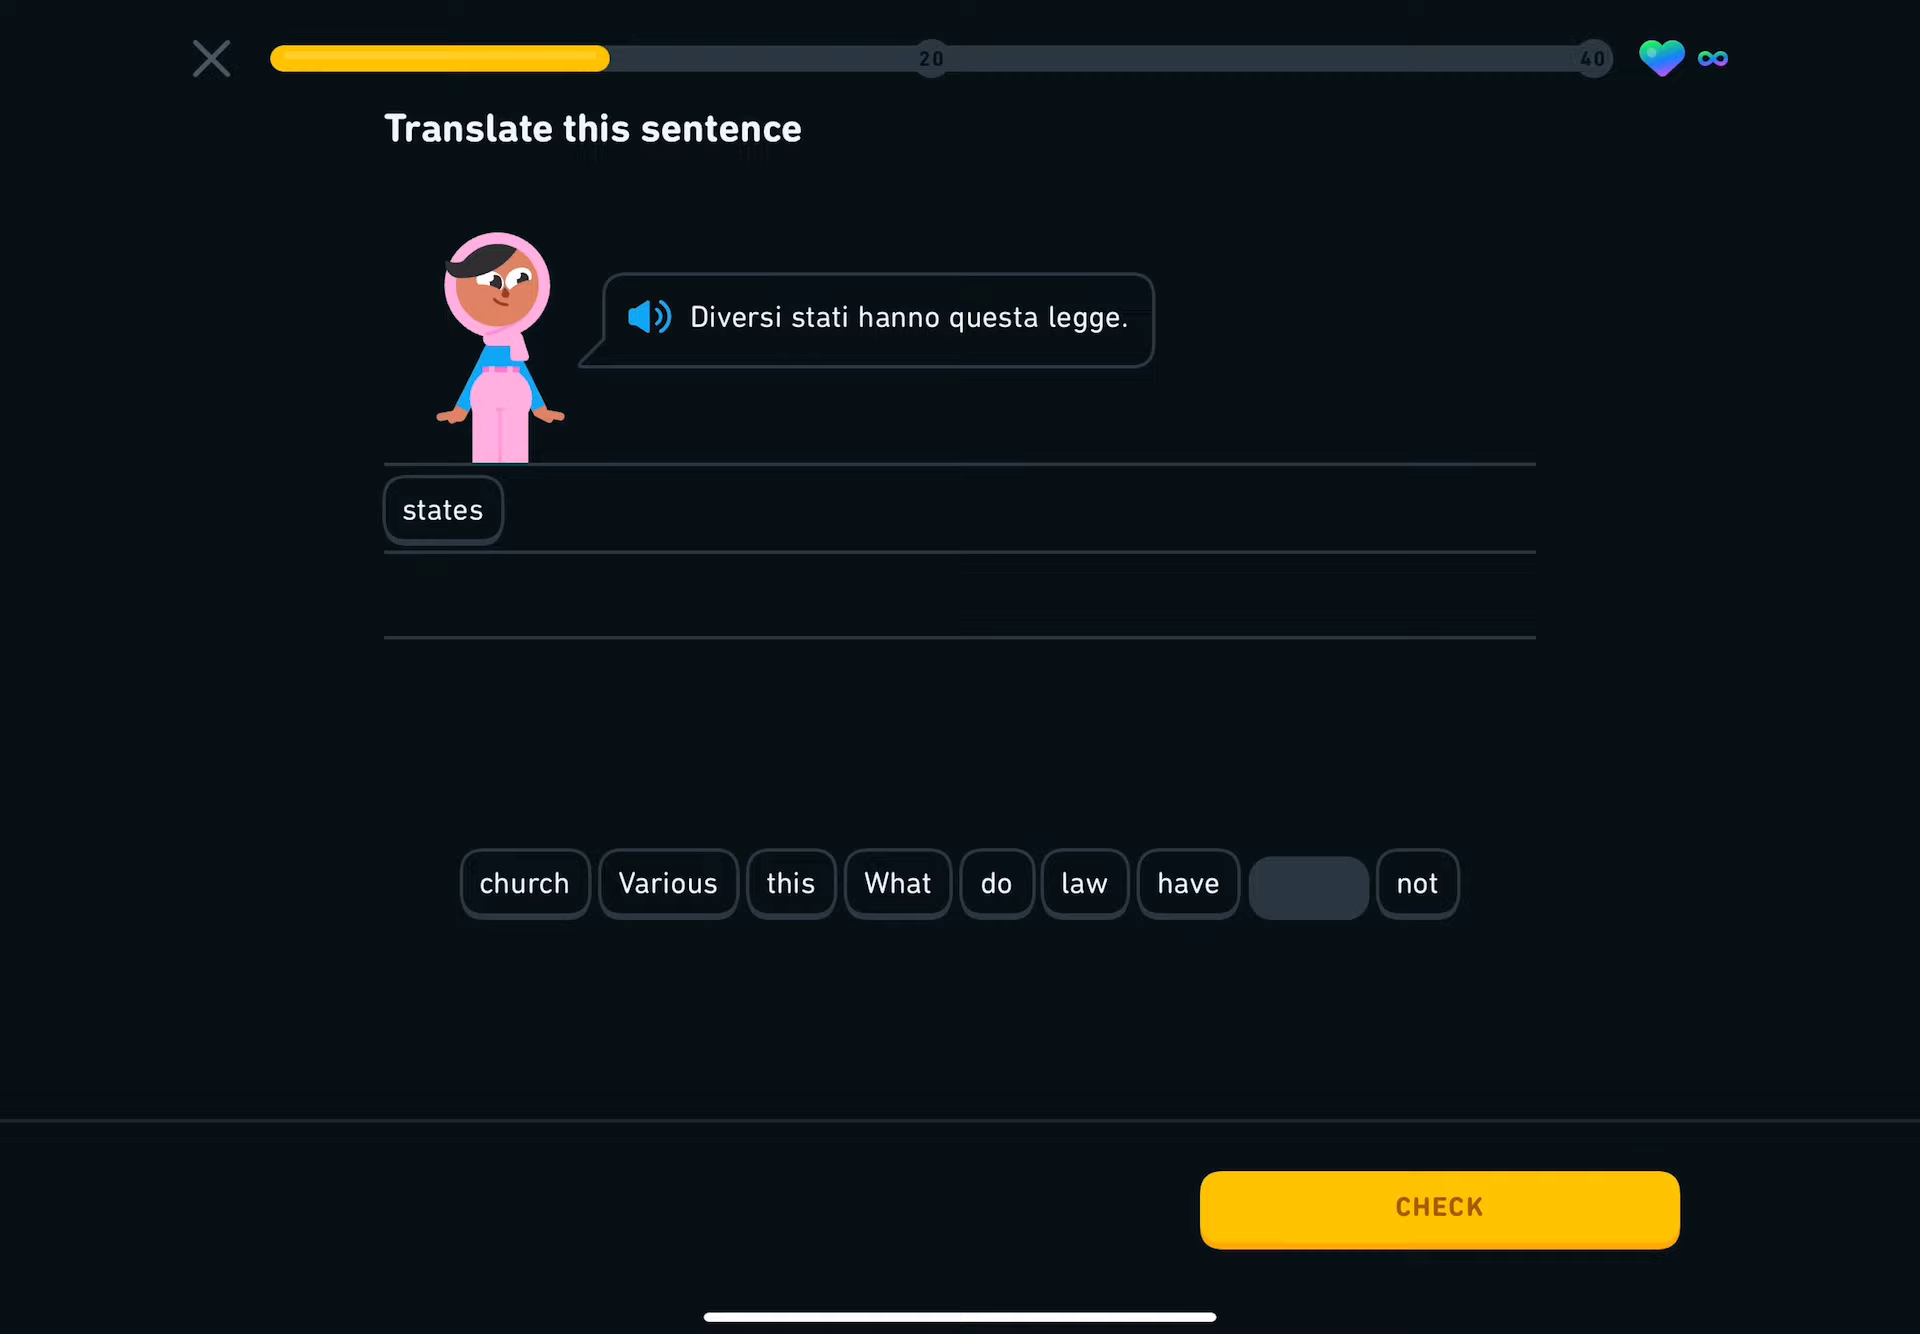 20 40
Translate this sentence
Diversi stati hanno questa legge.
states
church Various this What do law have not
CHECK